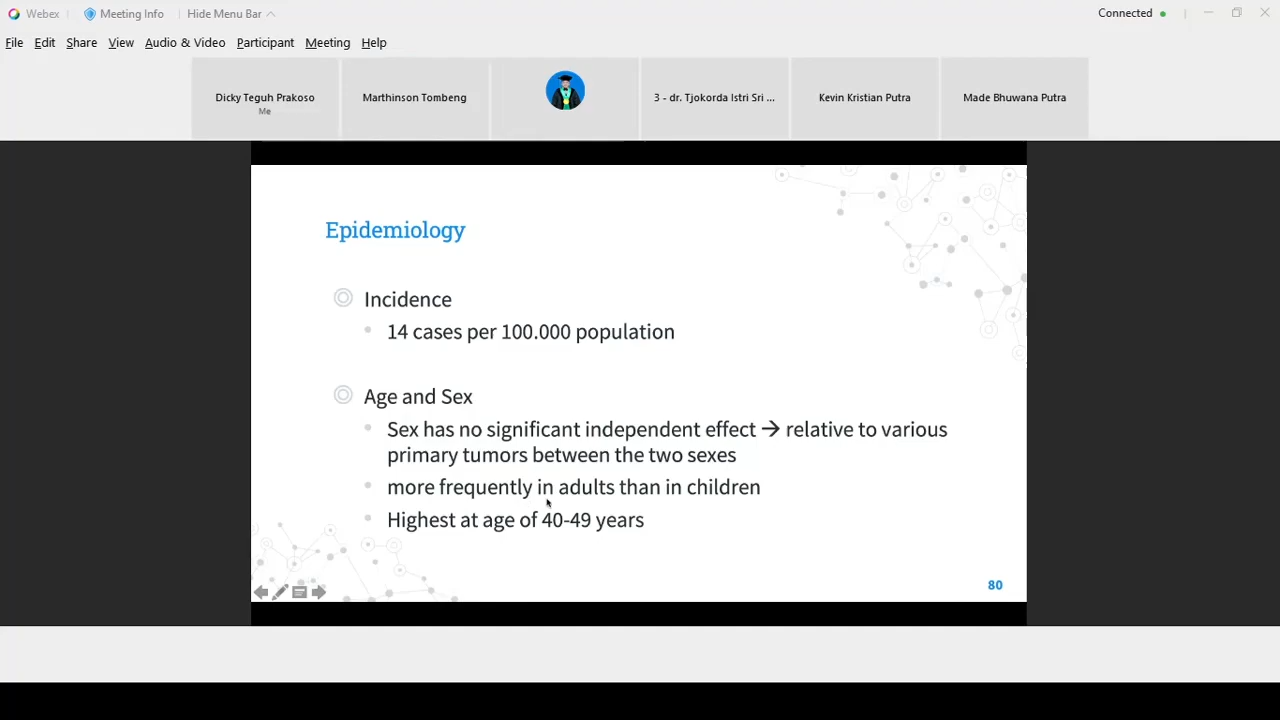 Webex Meeting Info Hide Menu Bar Connected
File Edit Share View Audio & Video Participant Meeting Help
Dicky Teguh Prakoso
Me
Marthinson Tombeng
3 - dr. Tjokorda Istri Sri ...
Kevin Kristian Putra
Made Bhuwana Putra
Epidemiology
Incidence
14 cases per 100.000 population
Age and Sex
Sex has no significant independent effect → relative to various
primary tumors between the two sexes
more frequently in adults than in children
Highest at age of 40-49 years
80